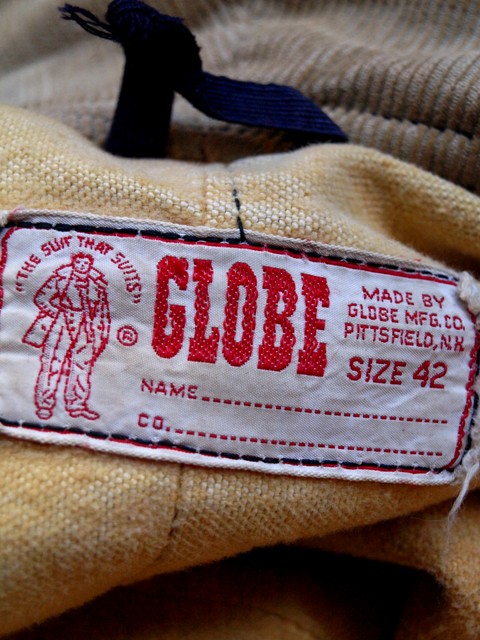 "THE SUIT THAT SUITS"
®
GLOBE
MADE BY
GLOBE MFG. CO.
PITTSFIELD, N.H.
SIZE 42
NAME
CO.